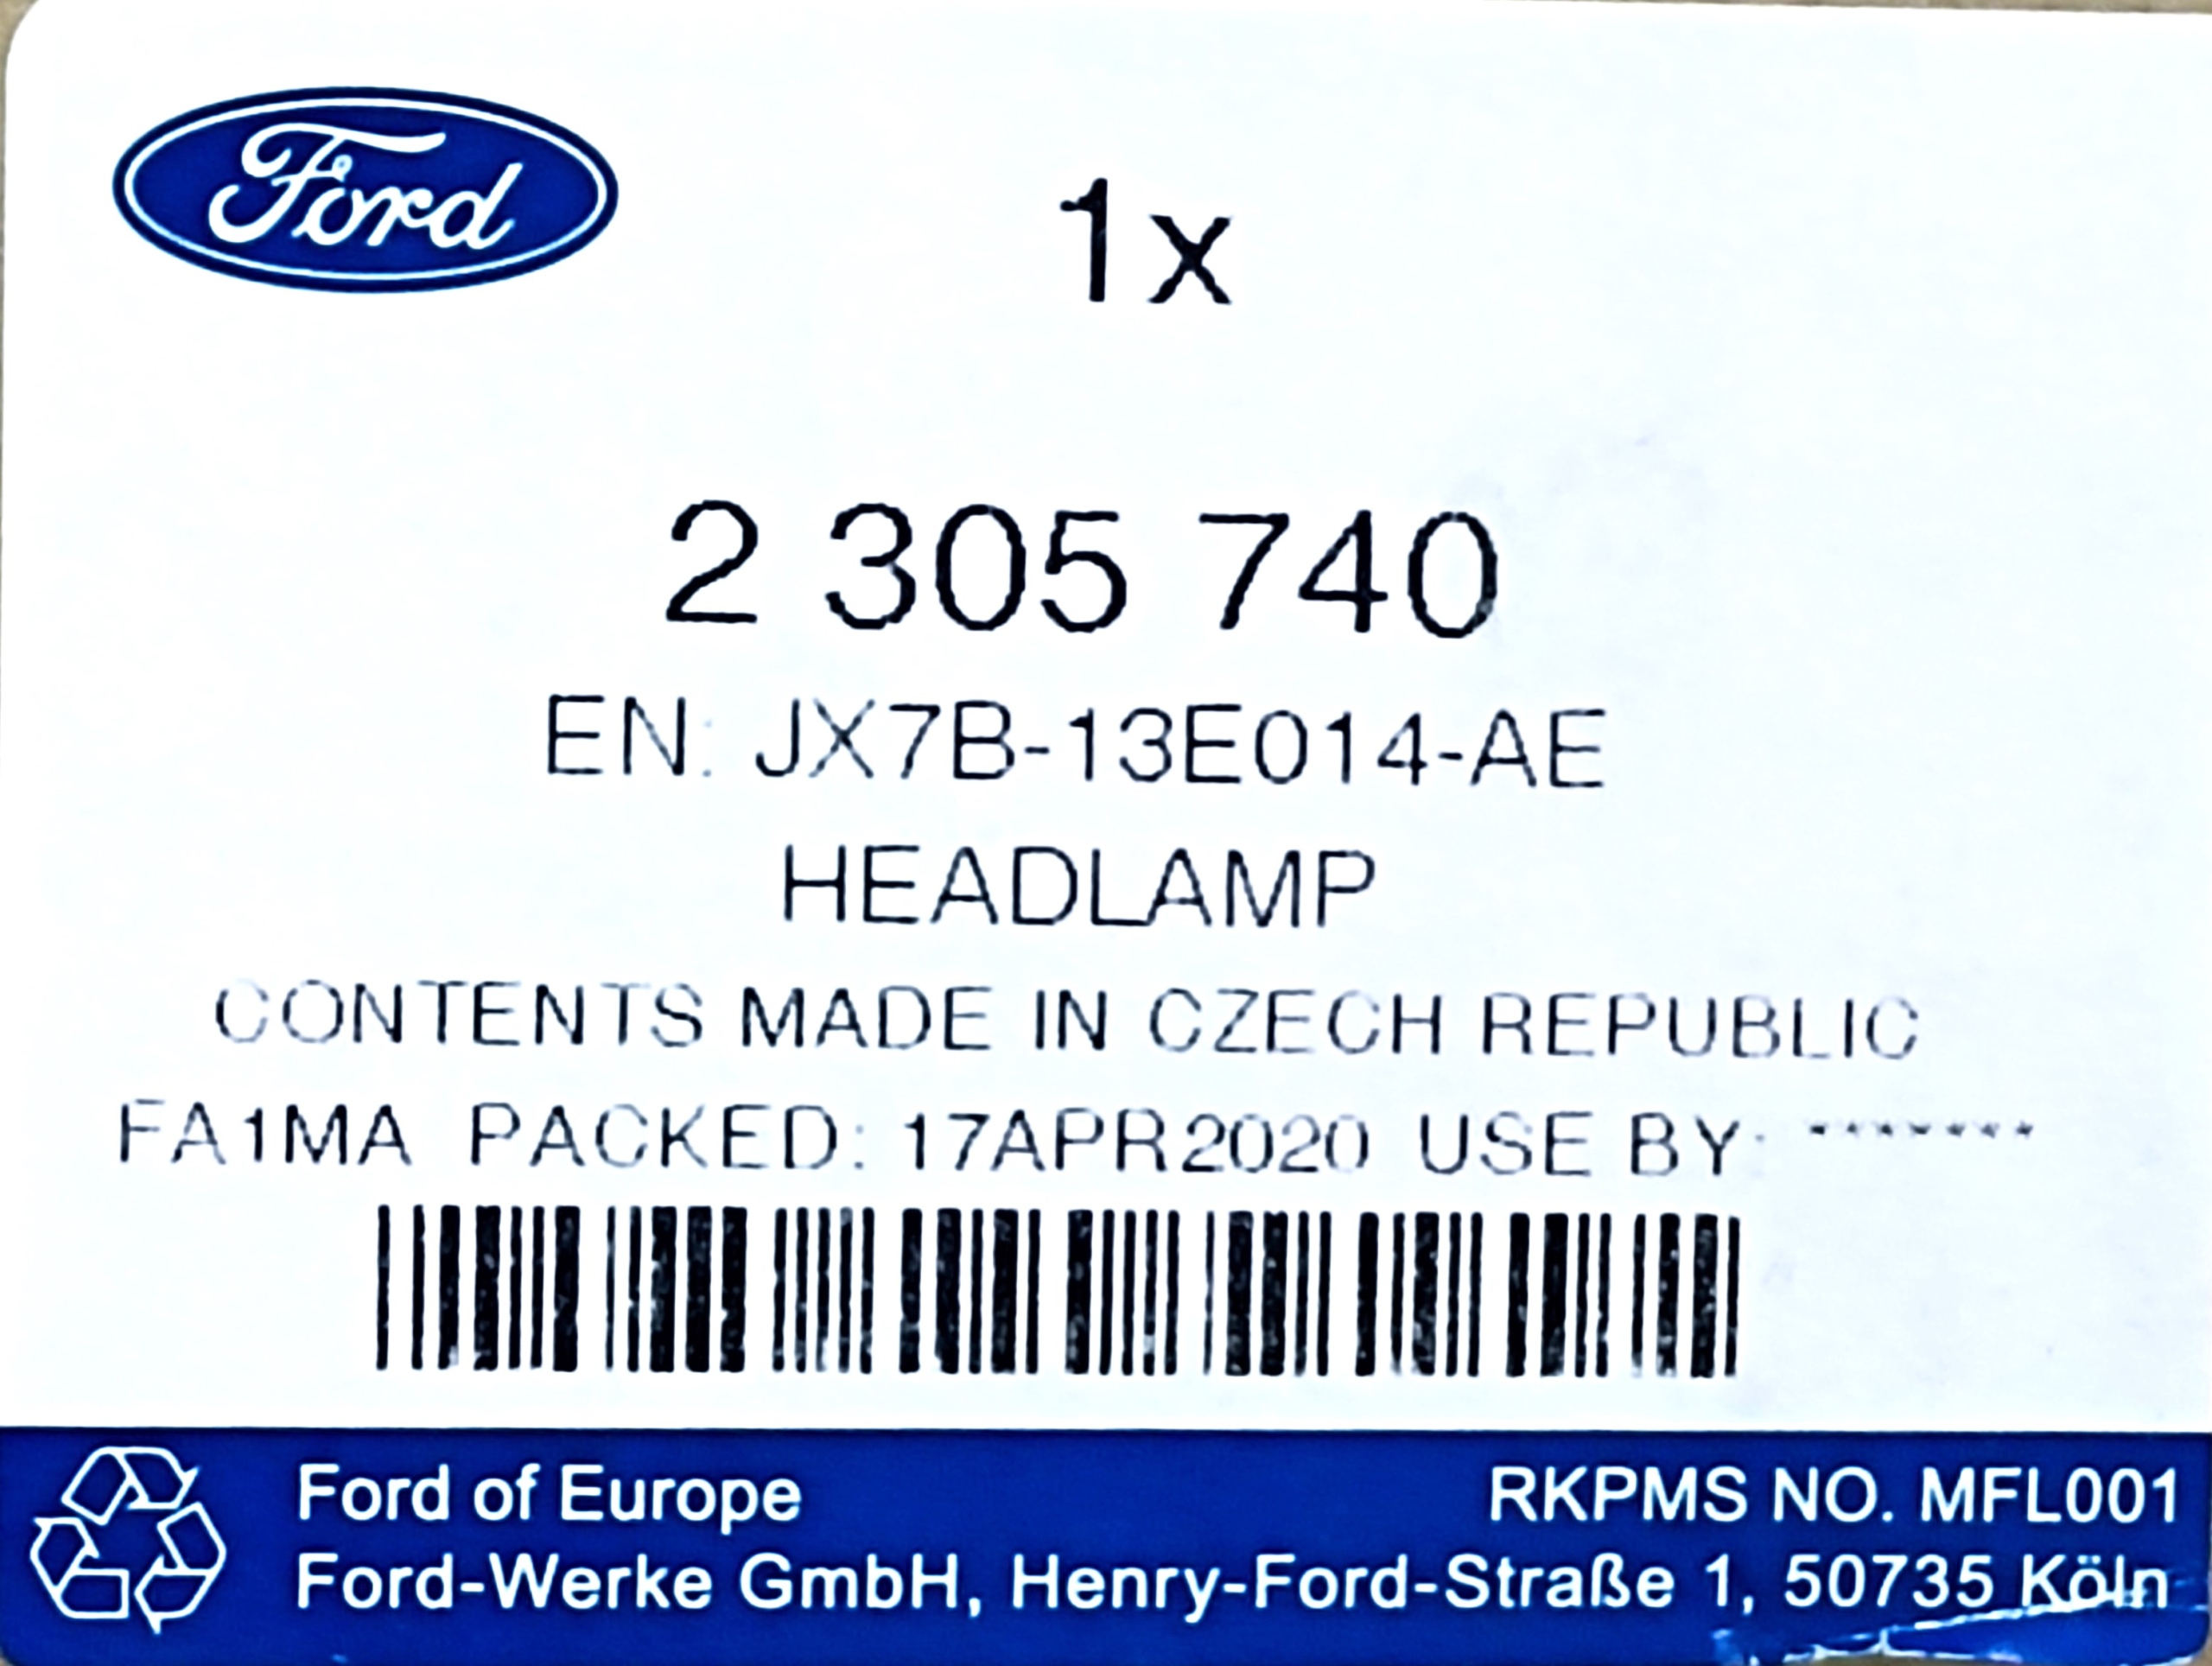 Ford
1x
2 305 740
EN: JX7B-13E014-AE
HEADLAMP
CONTENTS MADE IN CZECH REPUBLIC
FA1MA PACKED: 17APR2020 USE BY: *******
Ford of Europe RKPMS NO. MFL001
Ford-Werke GmbH, Henry-Ford-Straße 1, 50735 Köln